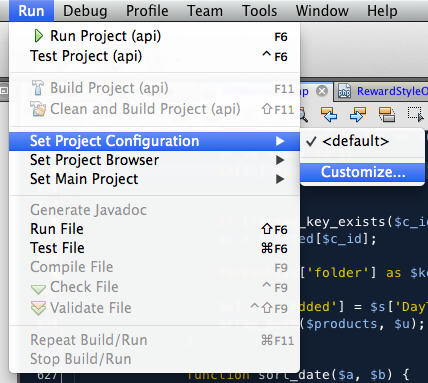 Run Debug Profile Team Tools Window Help
Run Project (api) F6
Test Project (api) ^F6
RewardStyleO
Build Project (api) F11
Clean and Build Project (api) ⇧F11
Set Project Configuration ▶
✓ <default>
Set Project Browser ▶
Customize...
Set Main Project ▶
Generate Javadoc
_key_exists($c_id
Run File ⇧F6
[$c_id];
Test File ⌘F6
Compile File F9
['folder'] as $k
Check File ^F9
Validate File ^⇧F9
'] = $s['Day
($products, $u);
Repeat Build/Run ⌘F11
Stop Build/Run
627 function sort_date($a, $b) {